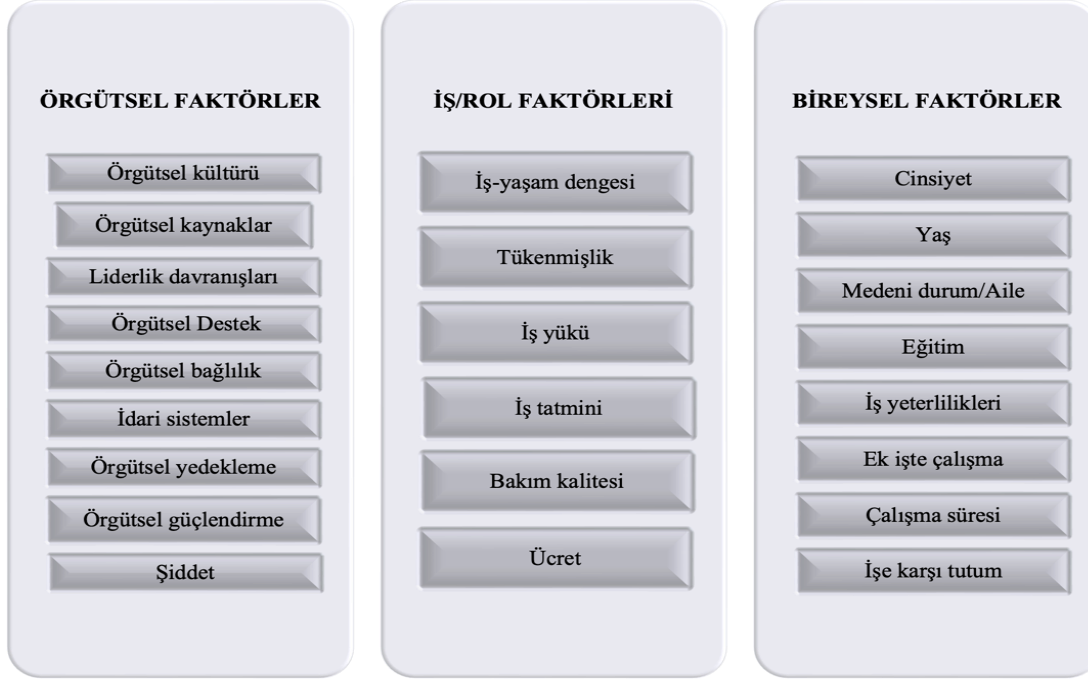 ÖRGÜTSEL FAKTÖRLER
Örgütsel kültürü
Örgütsel kaynaklar
Liderlik davranışları
Örgütsel Destek
Örgütsel bağlılık
İdari sistemler
Örgütsel yedekleme
Örgütsel güçlendirme
Şiddet
İŞ/ROL FAKTÖRLERİ
İş-yaşam dengesi
Tükenmişlik
İş yükü
İş tatmini
Bakım kalitesi
Ücret
BİREYSEL FAKTÖRLER
Cinsiyet
Yaş
Medeni durum/Aile
Eğitim
İş yeterlilikleri
Ek işte çalışma
Çalışma süresi
İşe karşı tutum